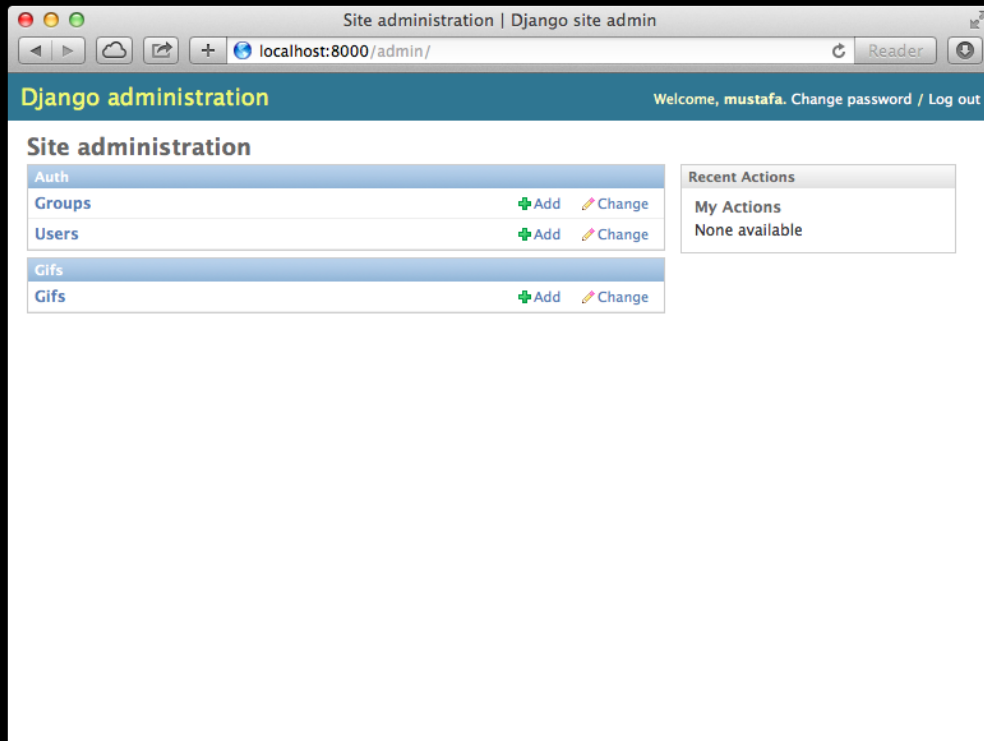 Site administration | Django site admin
localhost:8000/admin/
Reader
Django administration
Welcome, mustafa. Change password / Log out
Site administration
Auth
Groups Add Change
Users Add Change
Gifs
Gifs Add Change
Recent Actions
My Actions
None available